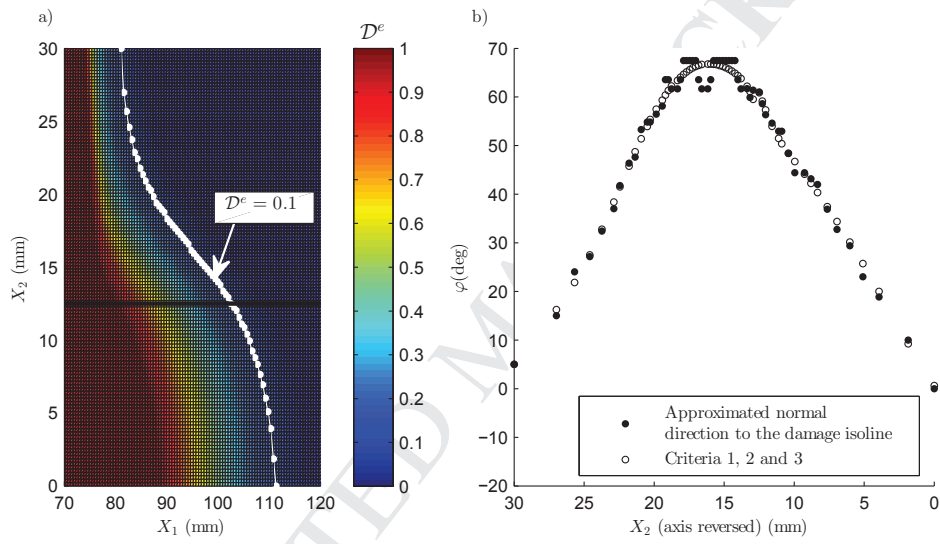 a)
𝒟ᵉ
30
25
20
15
10
5
0
X₂ (mm)
70 80 90 100 110 120
X₁ (mm)
𝒟ᵉ = 0.1
1
0.9
0.8
0.7
0.6
0.5
0.4
0.3
0.2
0.1
0
b)
70
60
50
40
30
20
10
0
−10
−20
φ(deg)
30 25 20 15 10 5 0
X₂ (axis reversed) (mm)
Approximated normal
direction to the damage isoline
Criteria 1, 2 and 3